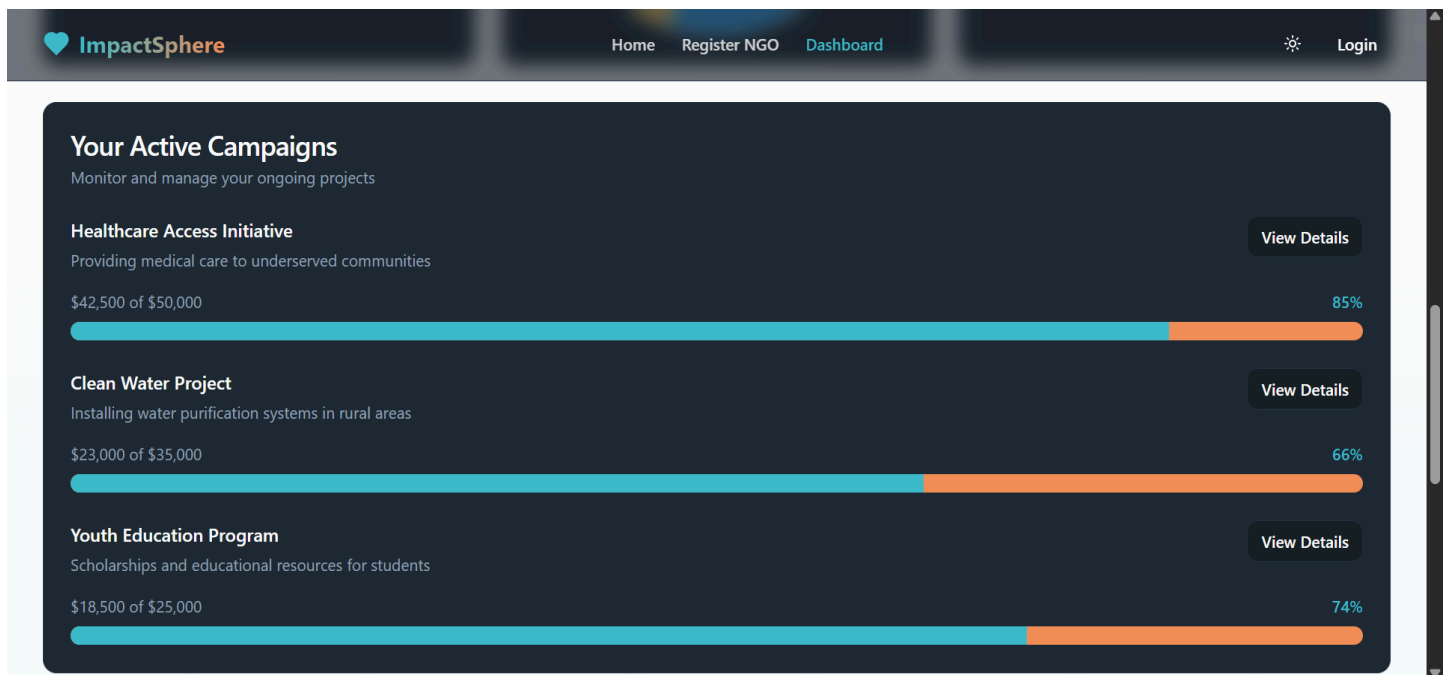 ImpactSphere
Home Register NGO Dashboard
Login
Your Active Campaigns
Monitor and manage your ongoing projects
Healthcare Access Initiative
View Details
Providing medical care to underserved communities
$42,500 of $50,000
85%
Clean Water Project
View Details
Installing water purification systems in rural areas
$23,000 of $35,000
66%
Youth Education Program
View Details
Scholarships and educational resources for students
$18,500 of $25,000
74%